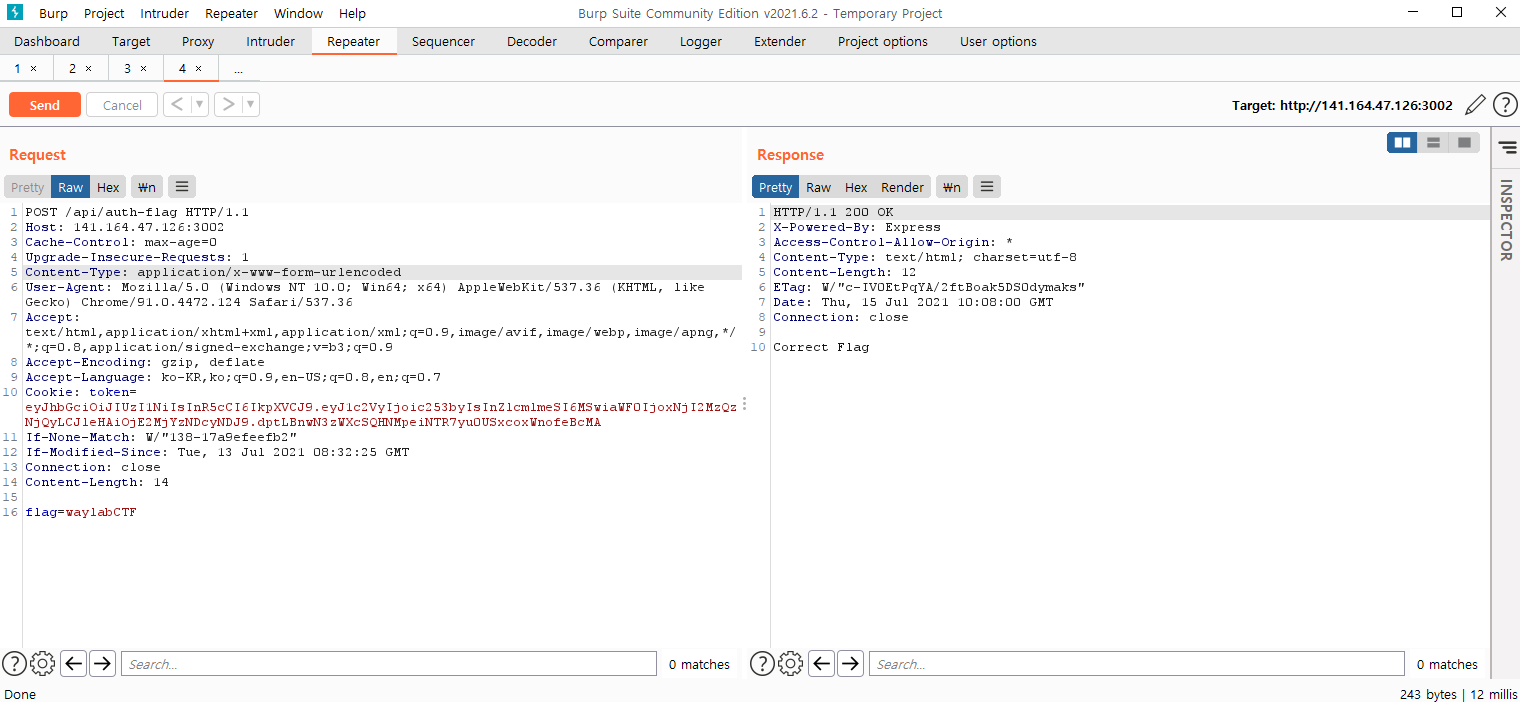 Burp Project Intruder Repeater Window Help
Burp Suite Community Edition v2021.6.2 - Temporary Project
Dashboard Target Proxy Intruder Repeater Sequencer Decoder Comparer Logger Extender Project options User options
1 × 2 × 3 × 4 × ...
Send Cancel < ▼ > ▼
Target: http://141.164.47.126:3002
Request
Pretty Raw Hex \n
1 POST /api/auth-flag HTTP/1.1
2 Host: 141.164.47.126:3002
3 Cache-Control: max-age=0
4 Upgrade-Insecure-Requests: 1
5 Content-Type: application/x-www-form-urlencoded
6 User-Agent: Mozilla/5.0 (Windows NT 10.0; Win64; x64) AppleWebKit/537.36 (KHTML, like
Gecko) Chrome/91.0.4472.124 Safari/537.36
7 Accept:
text/html,application/xhtml+xml,application/xml;q=0.9,image/avif,image/webp,image/apng,*/
*;q=0.8,application/signed-exchange;v=b3;q=0.9
8 Accept-Encoding: gzip, deflate
9 Accept-Language: ko-KR,ko;q=0.9,en-US;q=0.8,en;q=0.7
10 Cookie: token=
11 If-None-Match: W/"138-17a9efeefb2"
12 If-Modified-Since: Tue, 13 Jul 2021 08:32:25 GMT
13 Connection: close
14 Content-Length: 14
15
16 flag=waylabCTF
Search... 0 matches
Response
Pretty Raw Hex Render \n
1 HTTP/1.1 200 OK
2 X-Powered-By: Express
3 Access-Control-Allow-Origin: *
4 Content-Type: text/html; charset=utf-8
5 Content-Length: 12
6 ETag:
7 Date: Thu, 15 Jul 2021 10:08:00 GMT
8 Connection: close
9
10 Correct Flag
Search... 0 matches
INSPECTOR
Done
243 bytes | 12 millis